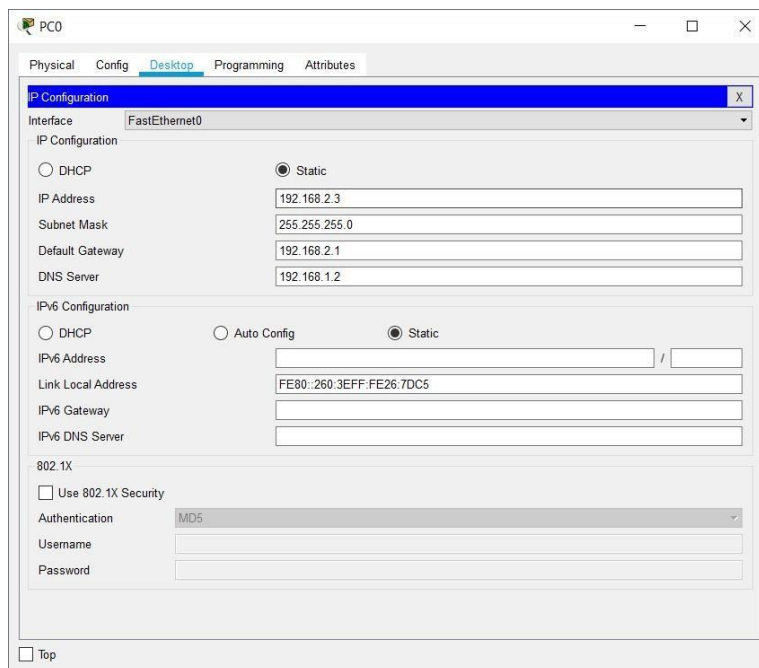 PC0
Physical Config Desktop Programming Attributes
IP Configuration X
Interface FastEthernet0
IP Configuration
DHCP Static
IP Address 192.168.2.3
Subnet Mask 255.255.255.0
Default Gateway 192.168.2.1
DNS Server 192.168.1.2
IPv6 Configuration
DHCP Auto Config Static
IPv6 Address /
Link Local Address FE80::260:3EFF:FE26:7DC5
IPv6 Gateway
IPv6 DNS Server
802.1X
Use 802.1X Security
Authentication MD5
Username
Password
Top